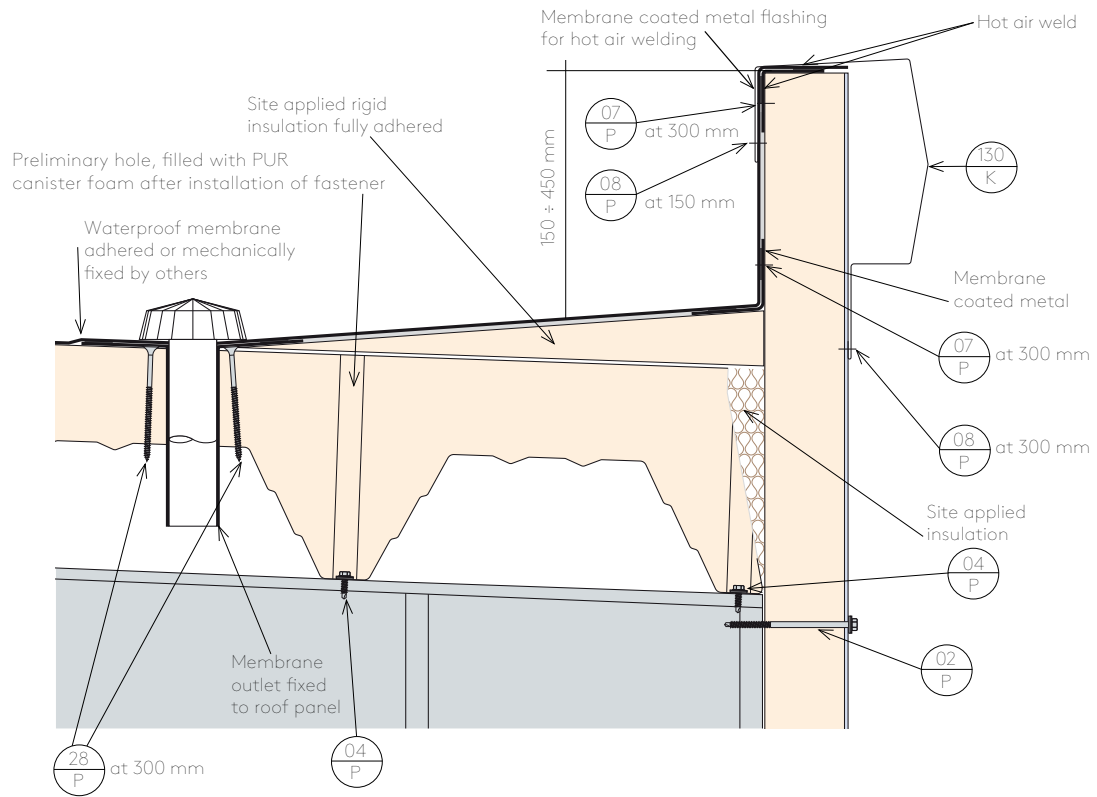 Membrane coated metal flashing
for hot air welding
Hot air weld
Site applied rigid
insulation fully adhered
07
P
at 300 mm
Preliminary hole, filled with PUR
canister foam after installation of fastener
130
K
08
P
at 150 mm
150 ÷ 450 mm
Waterproof membrane
adhered or mechanically
fixed by others
Membrane
coated metal
07
P
at 300 mm
08
P
at 300 mm
Site applied
insulation
04
P
02
P
Membrane
outlet fixed
to roof panel
28
P
at 300 mm
04
P